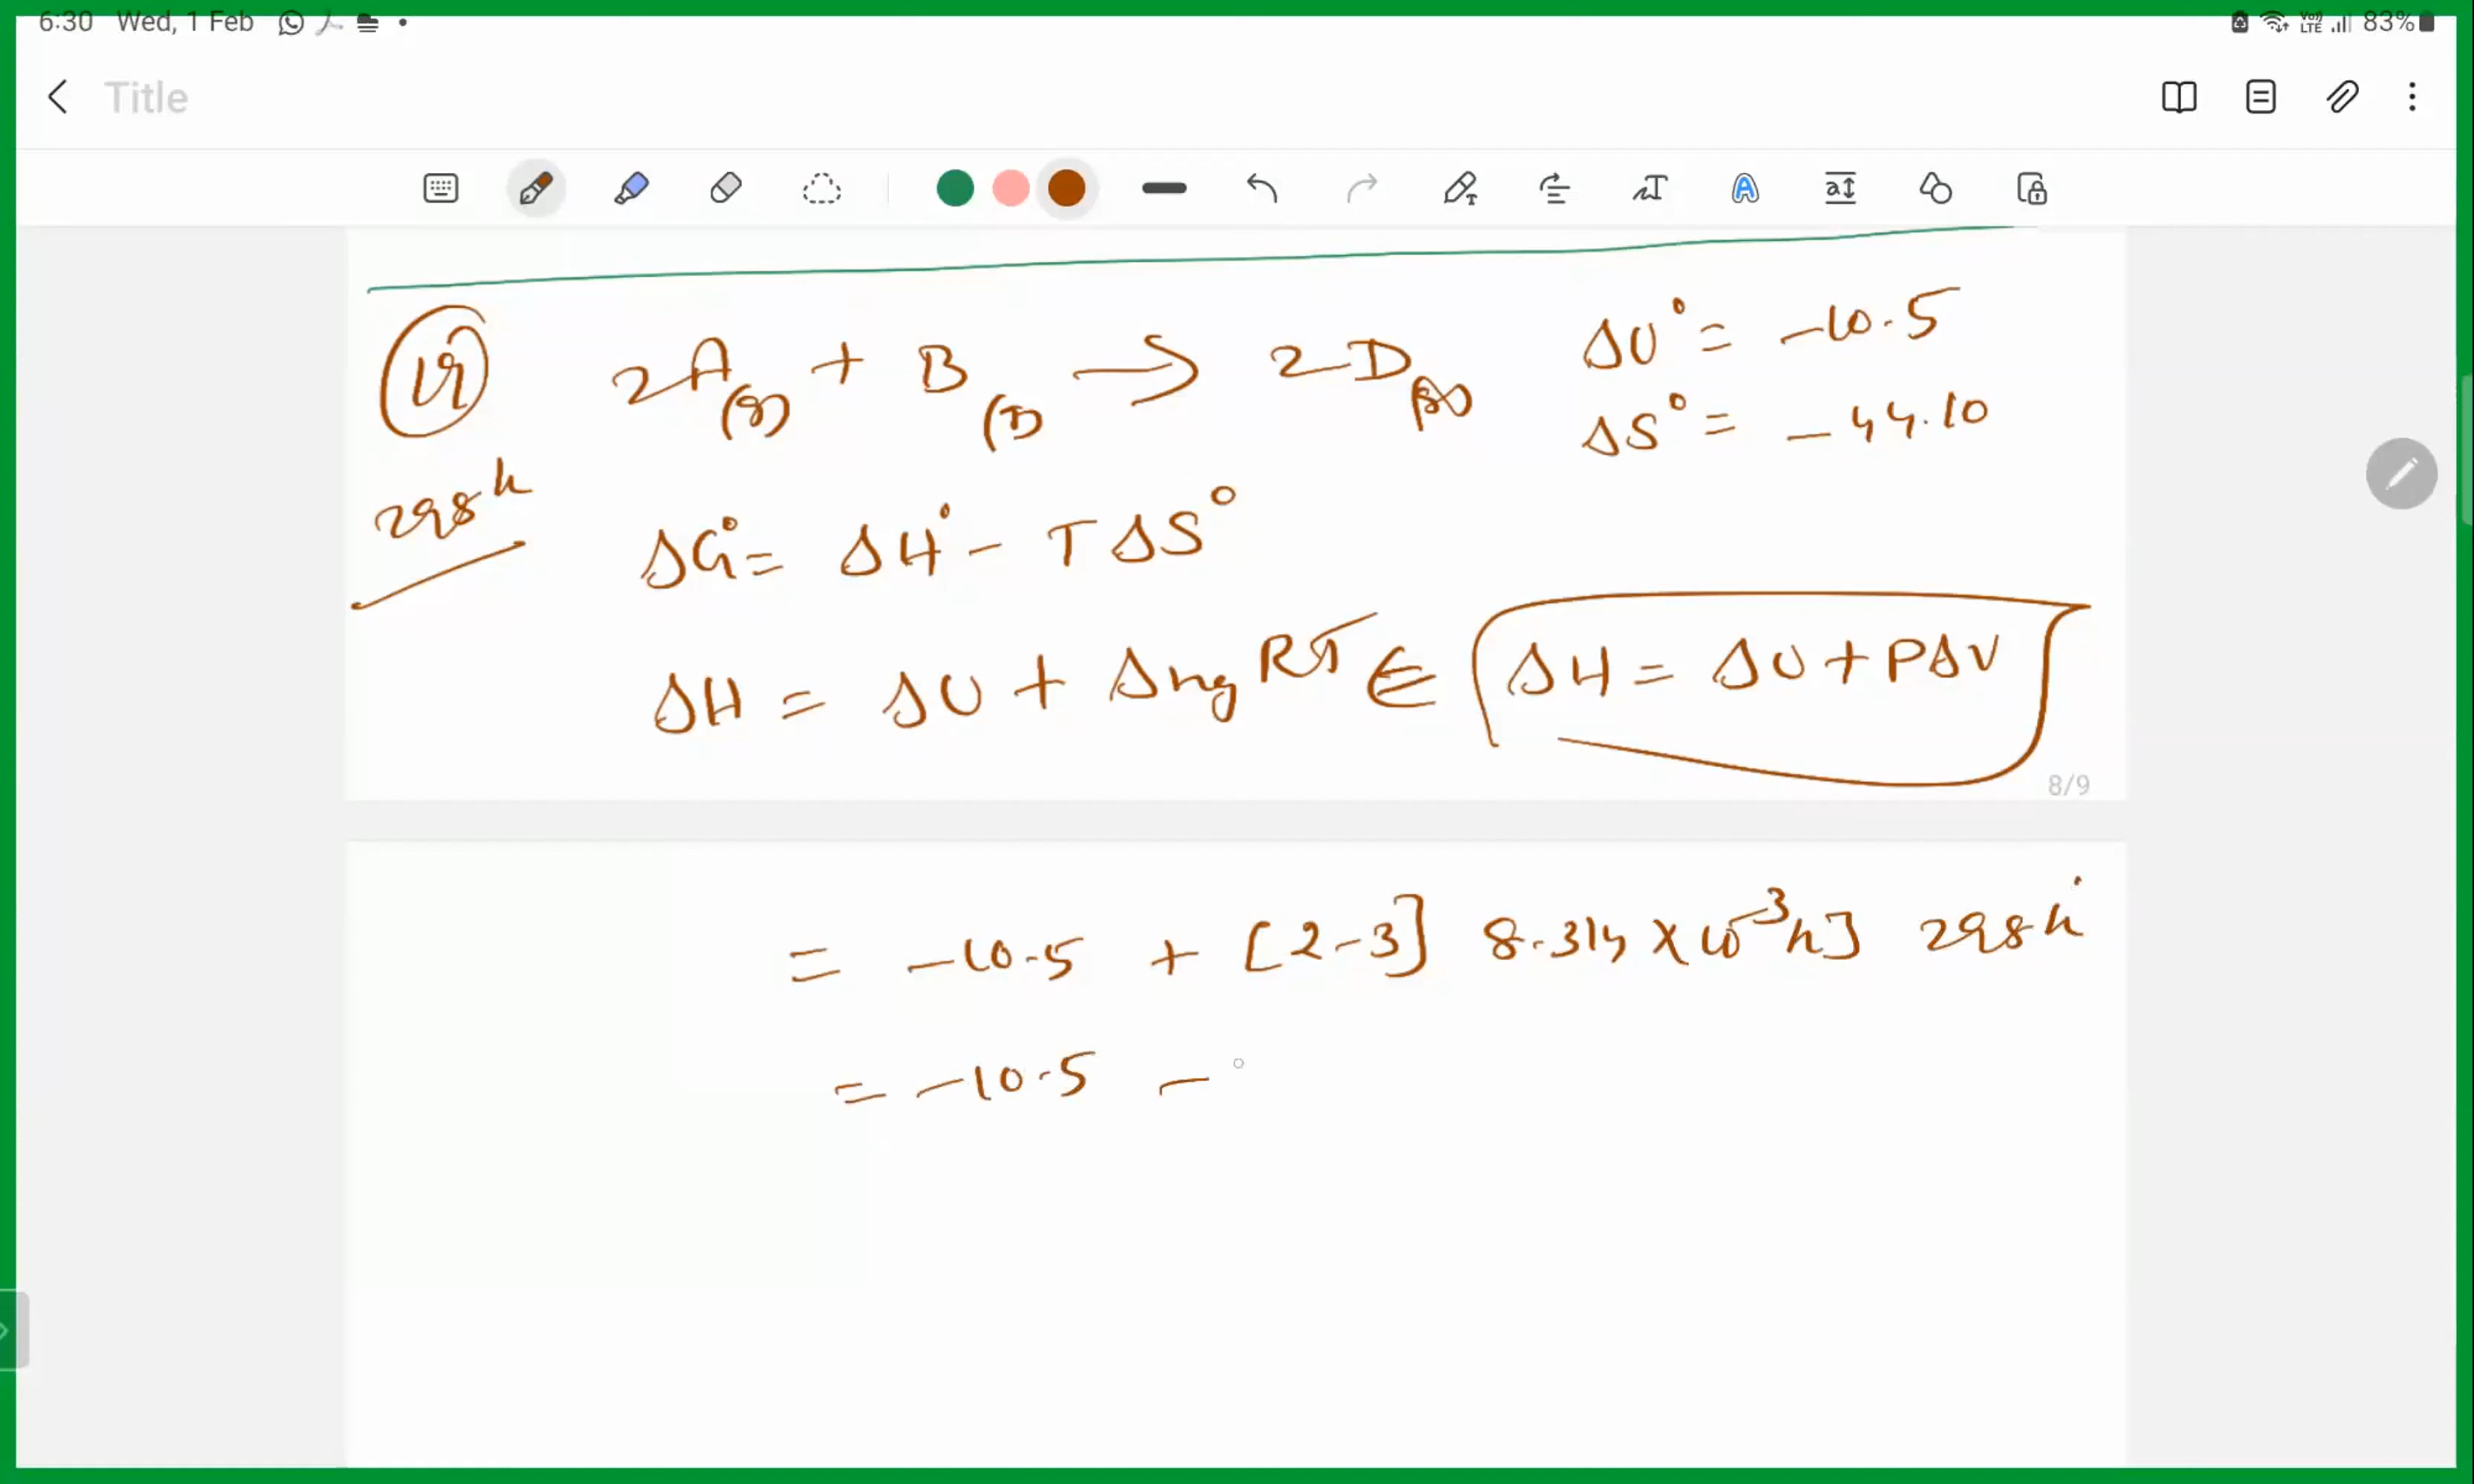 6:30 Wed, 1 Feb
83%
Title
2A(g) + B(g) → 2D(g)
ΔU° = -10.5
ΔS° = -44.10
298k
ΔG° = ΔH° - TΔS°
ΔH = ΔU + Δng RT
ΔH = ΔU + PΔV
8/9
= -10.5 + [2-3] 8.314 × 10⁻³ kJ 298k
= -10.5 -